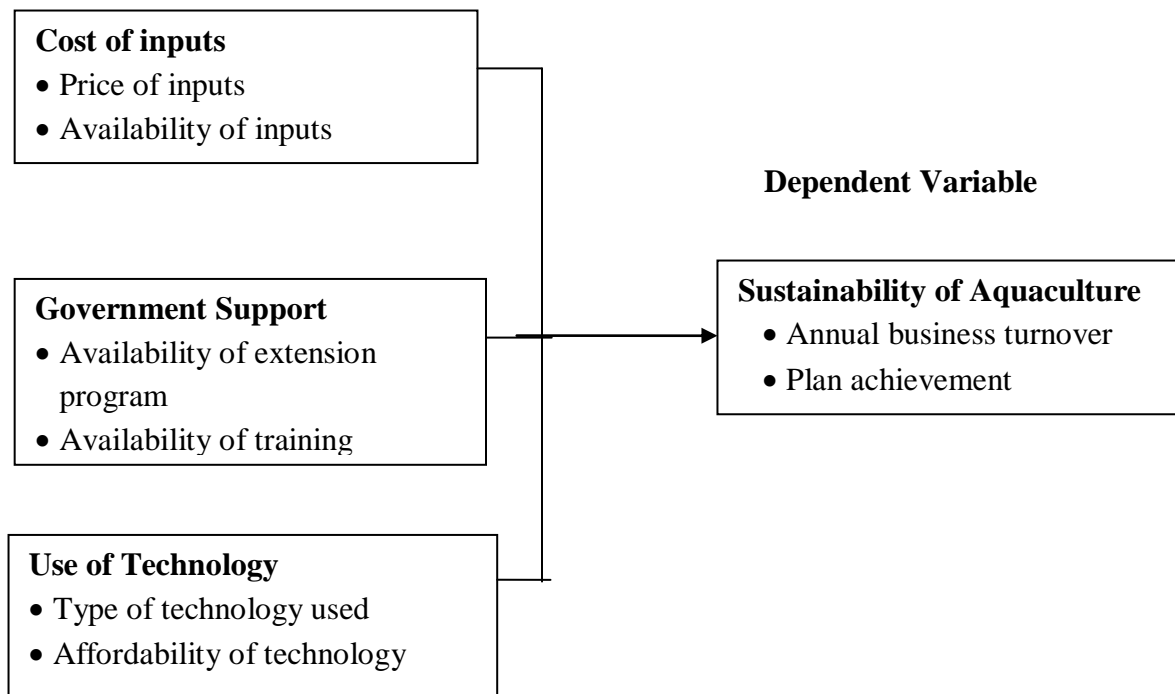 Cost of inputs
• Price of inputs
• Availability of inputs
Government Support
• Availability of extension
program
• Availability of training
Use of Technology
• Type of technology used
• Affordability of technology
Dependent Variable
Sustainability of Aquaculture
• Annual business turnover
• Plan achievement